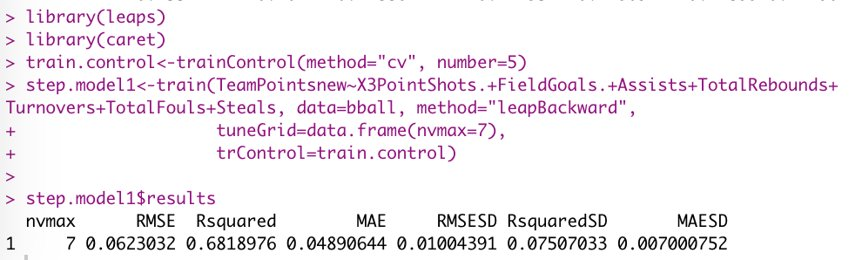 > library(leaps)
> library(caret)
> train.control<-trainControl(method="cv", number=5)
> step.model1<-train(TeamPointsnew~X3PointShots.+FieldGoals.+Assists+TotalRebounds+
Turnovers+TotalFouls+Steals, data=bball, method="leapBackward",
+                    tuneGrid=data.frame(nvmax=7),
+                    trControl=train.control)
>
> step.model1$results
  nvmax      RMSE  Rsquared        MAE     RMSESD RsquaredSD       MAESD
1     7 0.0623032 0.6818976 0.04890644 0.01004391 0.07507033 0.007000752